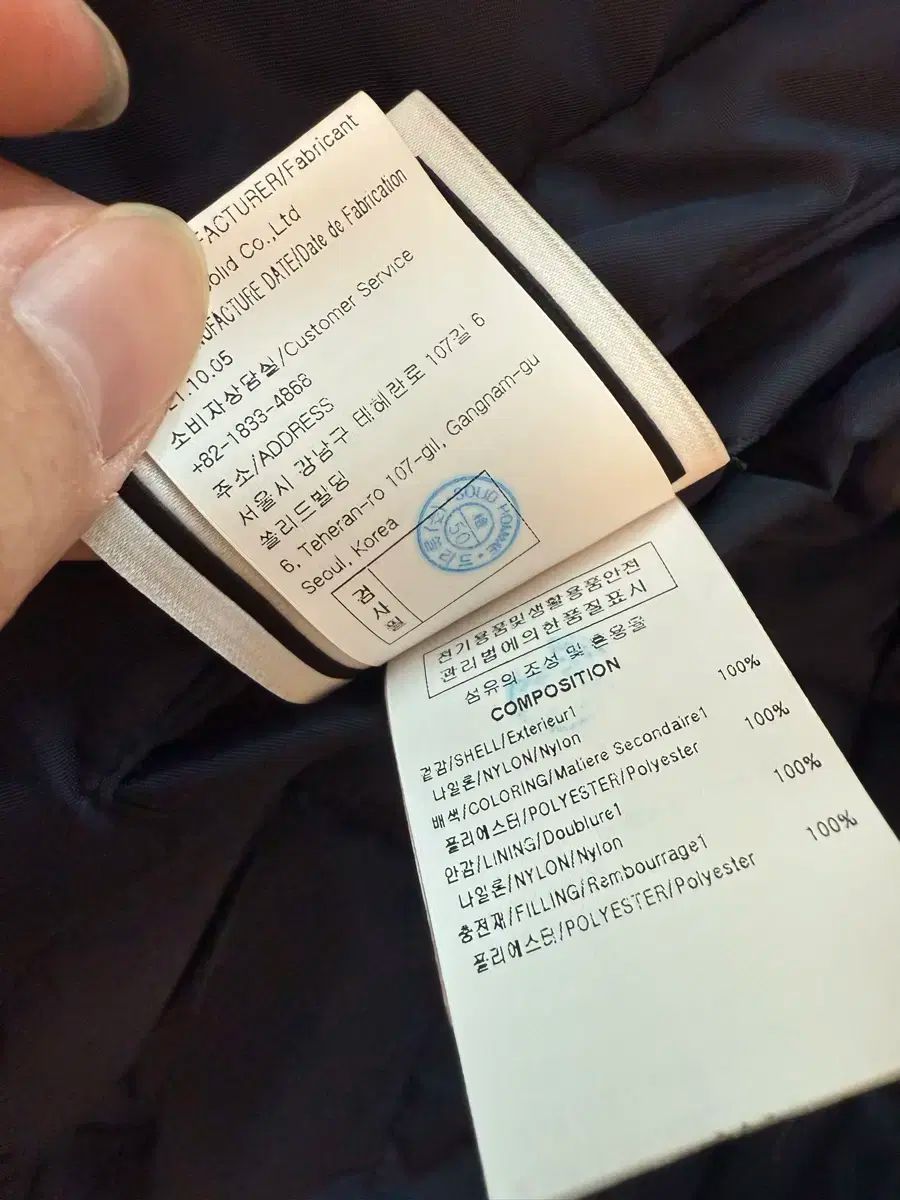 FACTURER/Fabricant
olid Co.,Ltd
UFACTURE DATE/Date de Fabrication
21.10.05
소비자상담실/Customer Service
+82-1833-4868
주소/ADDRESS
서울시 강남구 테헤란로 107길 6
쏠리드빌딩
6, Teheran-ro 107-gil, Gangnam-gu
Seoul, Korea
SOLID HOMME
50
검사필
전기용품및생활용품안전
관리법에의한품질표시
섬유의 조성 및 혼용율
COMPOSITION
겉감/SHELL/Exterieur1
나일론/NYLON/Nylon 100%
배색/COLORING/Matiere Secondaire1
폴리에스터/POLYESTER/Polyester 100%
안감/LINING/Doublure1
나일론/NYLON/Nylon 100%
충전재/FILLING/Rembourrage1
폴리에스터/POLYESTER/Polyester 100%